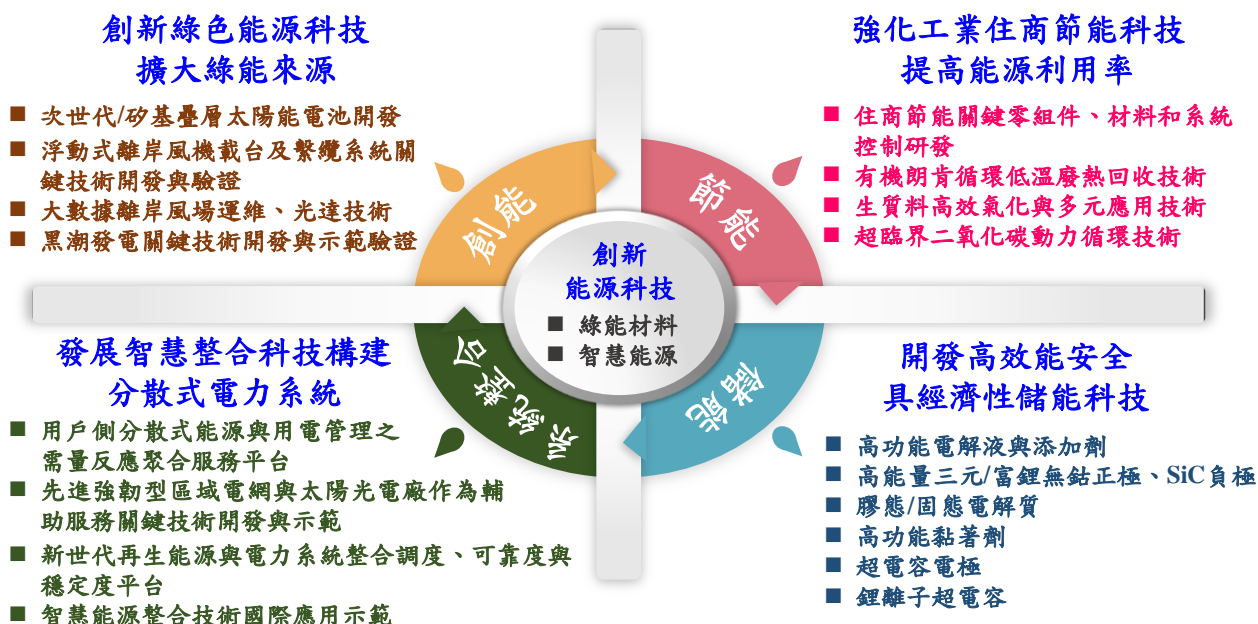 創新綠色能源科技
擴大綠能來源
■ 次世代/矽基疊層太陽能電池開發
■ 浮動式離岸風機載台及繫纜系統關
鍵技術開發與驗證
■ 大數據離岸風場運維、光達技術
■ 黑潮發電關鍵技術開發與示範驗證
強化工業住商節能科技
提高能源利用率
■ 住商節能關鍵零組件、材料和系統
控制研發
■ 有機朗肯循環低溫廢熱回收技術
■ 生質料高效氣化與多元應用技術
■ 超臨界二氧化碳動力循環技術
創能
節能
創新
能源科技
■ 綠能材料
■ 智慧能源
系統整合
儲能
發展智慧整合科技構建
分散式電力系統
■ 用戶側分散式能源與用電管理之
需量反應聚合服務平台
■ 先進強韌型區域電網與太陽光電廠作為輔
助服務關鍵技術開發與示範
■ 新世代再生能源與電力系統整合調度、可靠度與
穩定度平台
■ 智慧能源整合技術國際應用示範
開發高效能安全
具經濟性儲能科技
■ 高功能電解液與添加劑
■ 高能量三元/富鋰無鈷正極、SiC負極
■ 膠態/固態電解質
■ 高功能黏著劑
■ 超電容電極
■ 鋰離子超電容